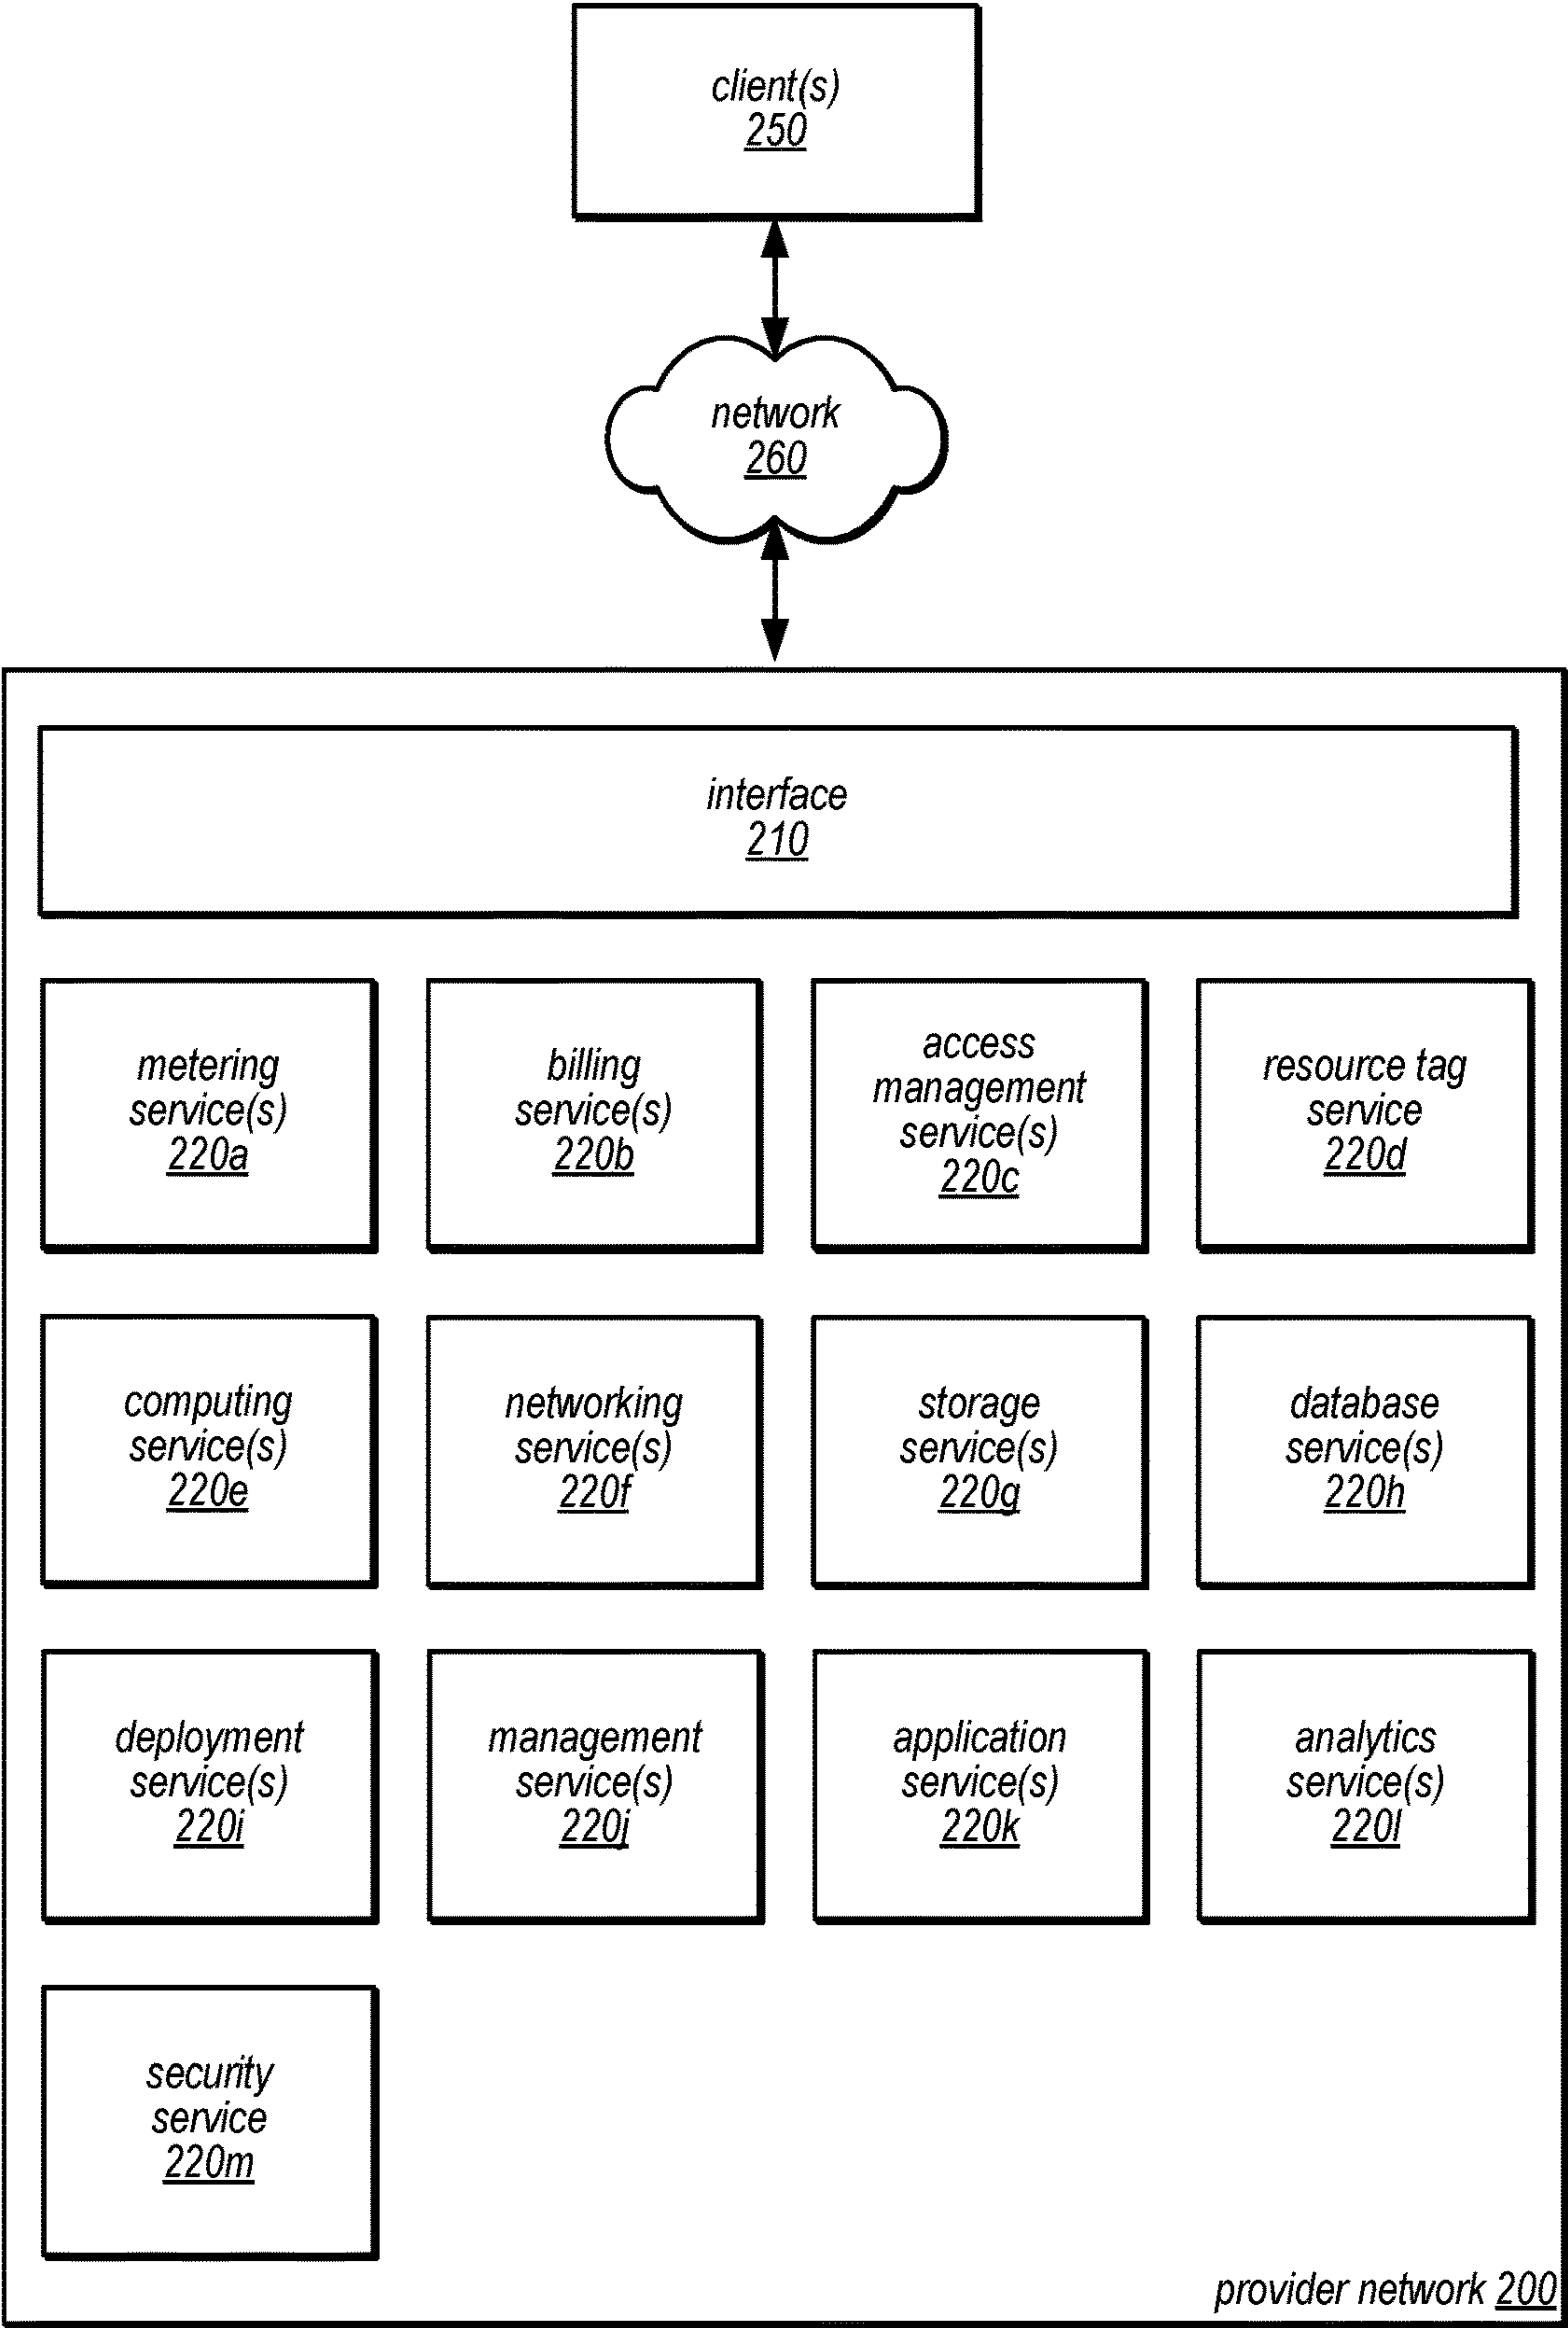 client(s)
250
network
260
interface
210
metering
service(s)
220a
billing
service(s)
220b
access
management
service(s)
220c
resource tag
service
220d
computing
service(s)
220e
networking
service(s)
220f
storage
service(s)
220g
database
service(s)
220h
deployment
service(s)
220i
management
service(s)
220j
application
service(s)
220k
analytics
service(s)
220l
security
service
220m
provider network 200